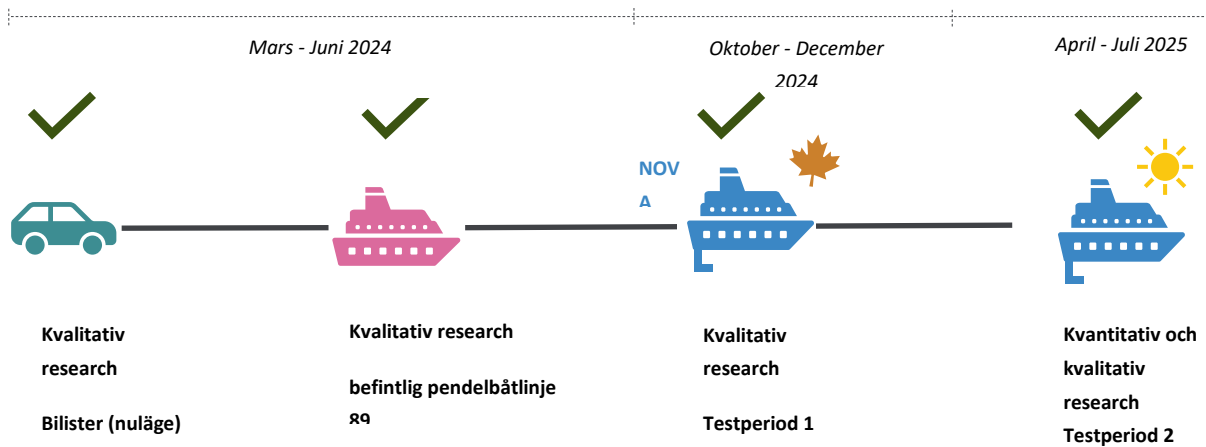 Mars - Juni 2024
Oktober - December
2024
April - Juli 2025
NOV
A
Kvalitativ
research
Bilister (nuläge)
Kvalitativ research
befintlig pendelbåtlinje
89
Kvalitativ
research
Testperiod 1
Kvantitativ och
kvalitativ
research
Testperiod 2